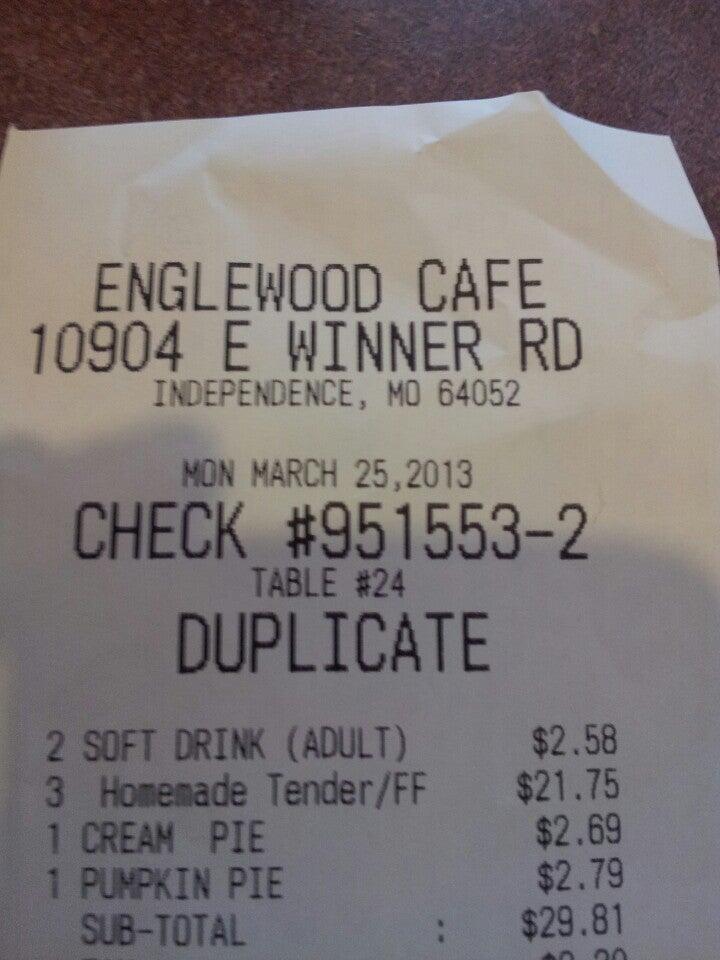 ENGLEWOOD CAFE
10904 E WINNER RD
INDEPENDENCE, MO 64052
MON MARCH 25,2013
CHECK #951553-2
TABLE #24
DUPLICATE
2 SOFT DRINK (ADULT) $2.58
3 Homemade Tender/FF $21.75
1 CREAM PIE $2.69
1 PUMPKIN PIE $2.79
SUB-TOTAL : $29.81